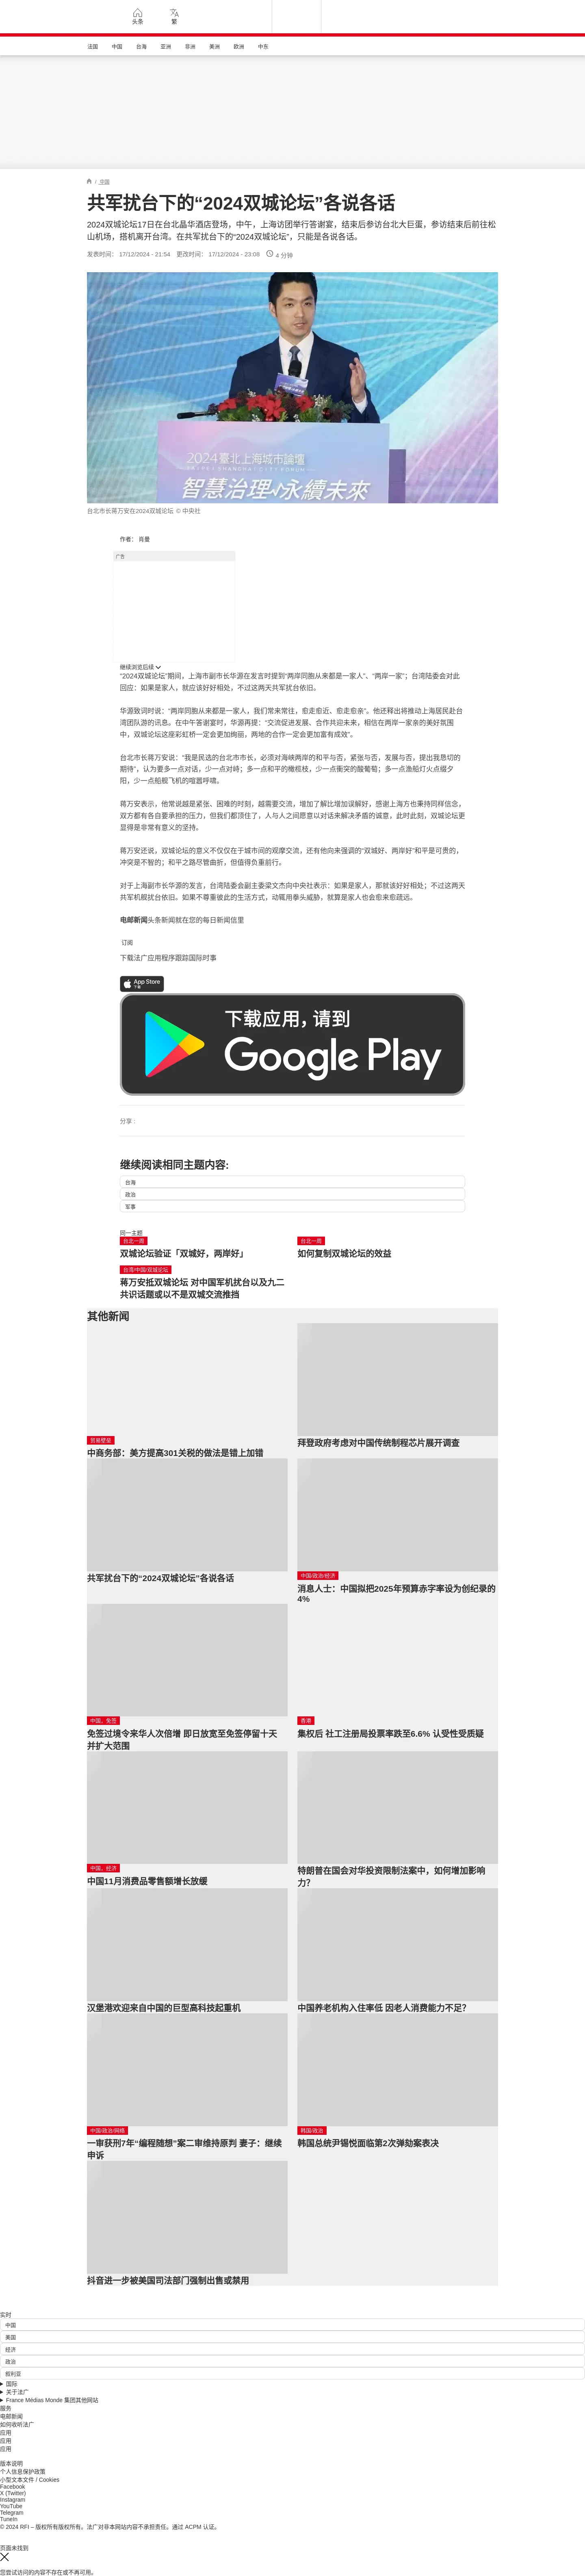 头条
繁
法国
中国
台海
亚洲
非洲
美洲
欧洲
中东
/ 中国
共军扰台下的“2024双城论坛”各说各话
2024双城论坛17日在台北晶华酒店登场，中午，上海访团举行答谢宴，结束后参访台北大巨蛋，参访结束后前往松
山机场，搭机离开台湾。在共军扰台下的“2024双城论坛”，只能是各说各话。
发表时间： 17/12/2024 - 21:54 更改时间： 17/12/2024 - 23:08 4 分钟
2024臺北上海城市論壇
TAIPEI SHANGHAI CITY FORUM
智慧治理 永續未來
台北市长蒋万安在2024双城论坛 © 中央社
作者： 肖曼
广告
继续浏览后续
“2024双城论坛”期间，上海市副市长华源在发言时提到“两岸同胞从来都是一家人”、“两岸一家”；台湾陆委会对此
回应：如果是家人，就应该好好相处，不过这两天共军扰台依旧。
华源致词时说：“两岸同胞从来都是一家人，我们常来常往，愈走愈近、愈走愈亲”。他还释出将推动上海居民赴台
湾团队游的讯息。在中午答谢宴时，华源再提：“交流促进发展、合作共迎未来，相信在两岸一家亲的美好氛围
中，双城论坛这座彩虹桥一定会更加绚丽，两地的合作一定会更加富有成效”。
台北市长蒋万安说：“我是民选的台北市市长，必须对海峡两岸的和平与否，紧张与否，发展与否，提出我恳切的
期待”，认为要多一点对话，少一点对峙；多一点和平的橄榄枝，少一点衝突的酸葡萄；多一点渔船灯火点缀夕
阳，少一点船舰飞机的喧嚣呼啸。
蒋万安表示，他常说越是紧张、困难的时刻，越需要交流，增加了解比增加误解好，感谢上海方也秉持同样信念，
双方都有各自要承担的压力，但我们都顶住了，人与人之间愿意以对话来解决矛盾的诚意，此时此刻，双城论坛更
显得是非常有意义的坚持。
蒋万安还说，双城论坛的意义不仅仅在于城市间的观摩交流，还有他向来强调的“双城好、两岸好”和平是可贵的，
冲突是不智的；和平之路尽管曲折，但值得负重前行。
对于上海副市长华源的发言，台湾陆委会副主委梁文杰向中央社表示：如果是家人，那就该好好相处；不过这两天
共军机舰扰台依旧。如果不尊重彼此的生活方式，动辄用拳头威胁，就算是家人也会愈来愈疏远。
电邮新闻头条新闻就在您的每日新闻信里
订阅
下载法广应用程序跟踪国际时事
App Store
下载
下载应用，请到
Google Play
分享 :
继续阅读相同主题内容:
台海
政治
军事
同一主题
台北一周
双城论坛验证「双城好，两岸好」
台北一周
如何复制双城论坛的效益
台湾/中国/双城论坛
蒋万安抵双城论坛 对中国军机扰台以及九二
共识话题或以不是双城交流推挡
其他新闻
贸易壁垒
中商务部：美方提高301关税的做法是错上加错
拜登政府考虑对中国传统制程芯片展开调查
共军扰台下的“2024双城论坛”各说各话
中国/政治/经济
消息人士：中国拟把2025年预算赤字率设为创纪录的
4%
中国、免签
免签过境令来华人次倍增 即日放宽至免签停留十天
并扩大范围
香港
集权后 社工注册局投票率跌至6.6% 认受性受质疑
中国，经济
中国11月消费品零售额增长放缓
特朗普在国会对华投资限制法案中，如何增加影响
力?
汉堡港欢迎来自中国的巨型高科技起重机
中国养老机构入住率低 因老人消费能力不足?
中国/政治/网络
一审获刑7年“编程随想”案二审维持原判 妻子：继续
申诉
韩国/政治
韩国总统尹锡悦面临第2次弹劾案表决
抖音进一步被美国司法部门强制出售或禁用
实时
中国
美国
经济
政治
叙利亚
国际
关于法广
France Médias Monde 集团其他网站
服务
电邮新闻
如何收听法广
应用
应用
应用
版本说明
个人信息保护政策
小型文本文件 / Cookies
Facebook
X (Twitter)
Instagram
YouTube
Telegram
TuneIn
© 2024 RFI – 版权所有版权所有。法广对非本网站内容不承担责任。通过 ACPM 认证。
页面未找到
您尝试访问的内容不存在或不再可用。